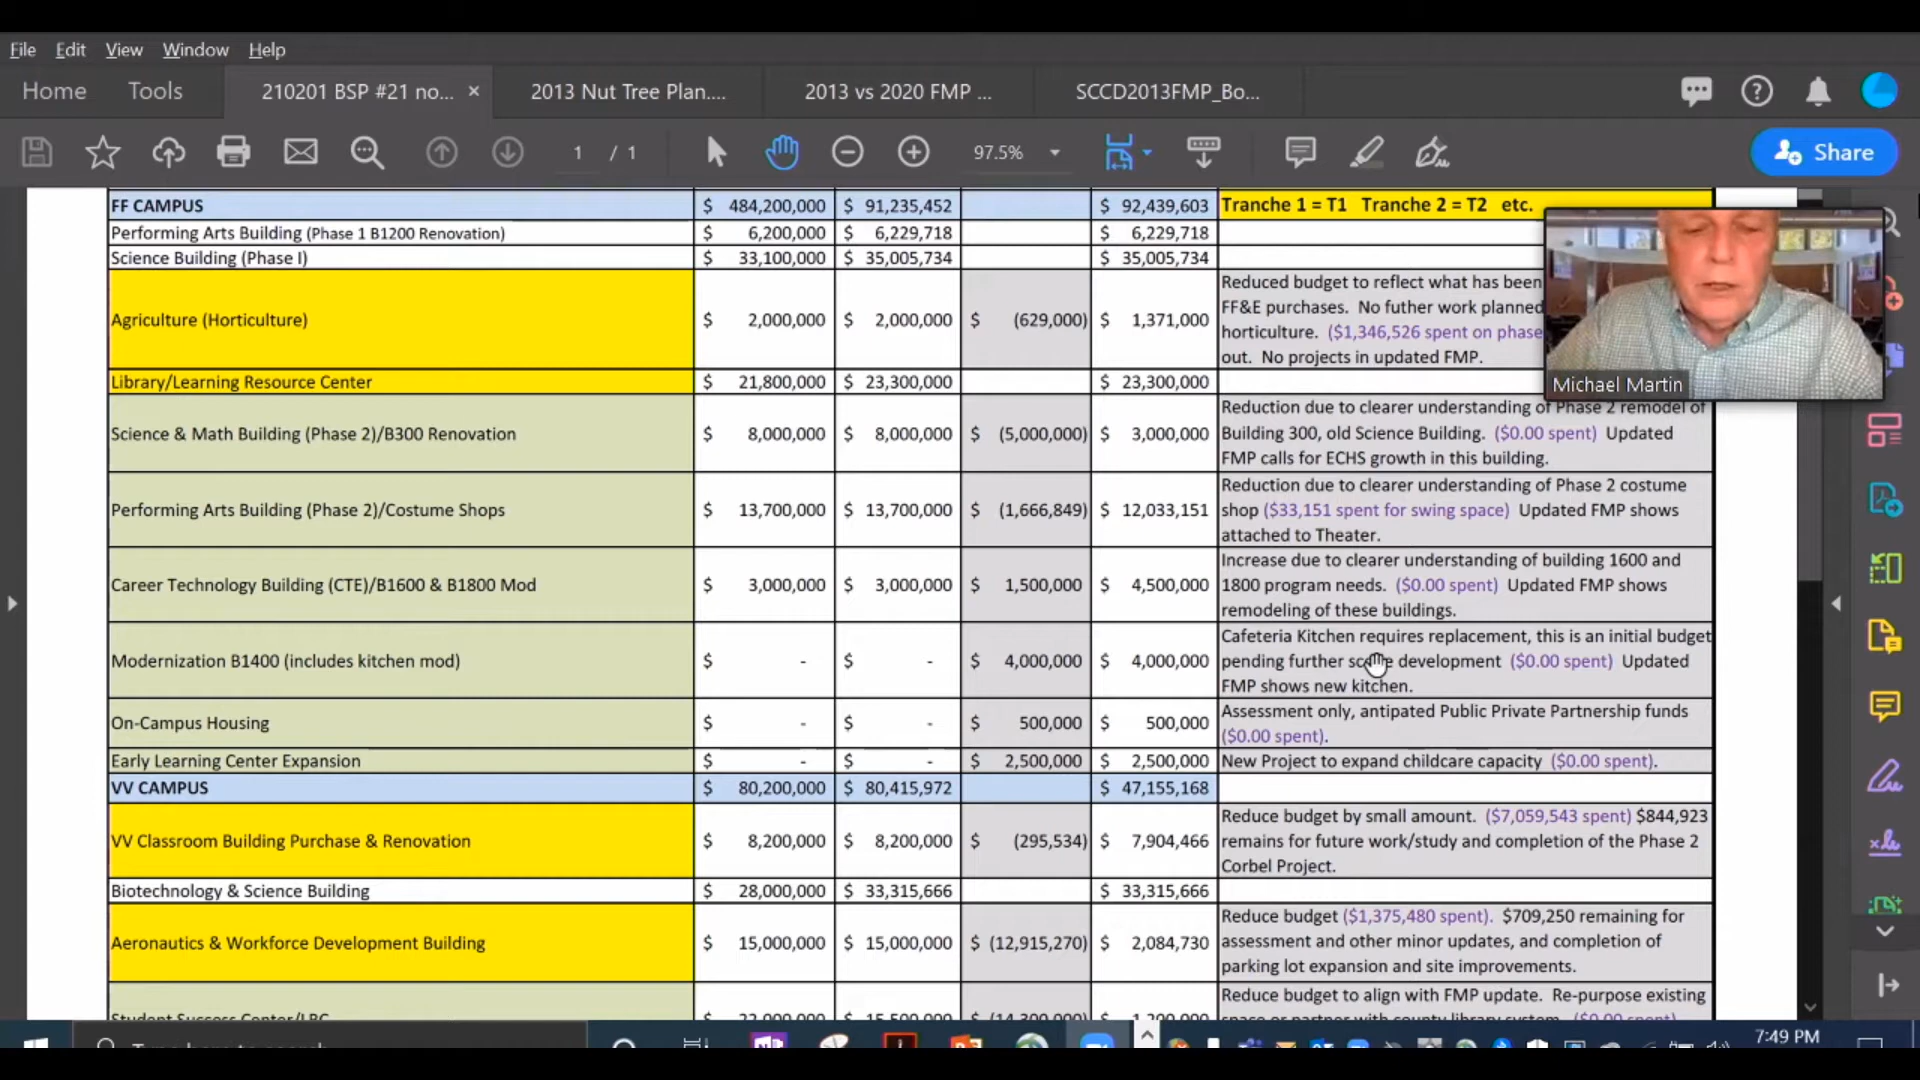 File Edit View Window Help
Home Tools 210201 BSP #21 no... × 2013 Nut Tree Plan.... 2013 vs 2020 FMP ... SCCD2013FMP_Bo...
1 / 1 97.5% Share
FF CAMPUS $ 484,200,000 $ 91,235,452 $ 92,439,603 Tranche 1 = T1 Tranche 2 = T2 etc.
Performing Arts Building (Phase 1 B1200 Renovation) $ 6,200,000 $ 6,229,718 $ 6,229,718
Science Building (Phase I) $ 33,100,000 $ 35,005,734 $ 35,005,734
Agriculture (Horticulture) $ 2,000,000 $ 2,000,000 $ (629,000) $ 1,371,000
Reduced budget to reflect what has been
FF&E purchases. No futher work planned
horticulture. ($1,346,526 spent on phase
out. No projects in updated FMP.
Michael Martin
Library/Learning Resource Center $ 21,800,000 $ 23,300,000 $ 23,300,000
Science & Math Building (Phase 2)/B300 Renovation $ 8,000,000 $ 8,000,000 $ (5,000,000) $ 3,000,000
Reduction due to clearer understanding of Phase 2 remodel of
Building 300, old Science Building. ($0.00 spent) Updated
FMP calls for ECHS growth in this building.
Performing Arts Building (Phase 2)/Costume Shops $ 13,700,000 $ 13,700,000 $ (1,666,849) $ 12,033,151
Reduction due to clearer understanding of Phase 2 costume
shop ($33,151 spent for swing space) Updated FMP shows
attached to Theater.
Career Technology Building (CTE)/B1600 & B1800 Mod $ 3,000,000 $ 3,000,000 $ 1,500,000 $ 4,500,000
Increase due to clearer understanding of building 1600 and
1800 program needs. ($0.00 spent) Updated FMP shows
remodeling of these buildings.
Modernization B1400 (includes kitchen mod) $ - $ - $ 4,000,000 $ 4,000,000
Cafeteria Kitchen requires replacement, this is an initial budget
pending further development ($0.00 spent) Updated
FMP shows new kitchen.
On-Campus Housing $ - $ - $ 500,000 $ 500,000
Assessment only, antipated Public Private Partnership funds
($0.00 spent).
Early Learning Center Expansion $ - $ - $ 2,500,000 $ 2,500,000 New Project to expand childcare capacity ($0.00 spent).
VV CAMPUS $ 80,200,000 $ 80,415,972 $ 47,155,168
VV Classroom Building Purchase & Renovation $ 8,200,000 $ 8,200,000 $ (295,534) $ 7,904,466
Reduce budget by small amount. ($7,059,543 spent) $844,923
remains for future work/study and completion of the Phase 2
Corbel Project.
Biotechnology & Science Building $ 28,000,000 $ 33,315,666 $ 33,315,666
Aeronautics & Workforce Development Building $ 15,000,000 $ 15,000,000 $ (12,915,270) $ 2,084,730
Reduce budget ($1,375,480 spent). $709,250 remaining for
assessment and other minor updates, and completion of
parking lot expansion and site improvements.
Reduce budget to align with FMP update. Re-purpose existing
7:49 PM